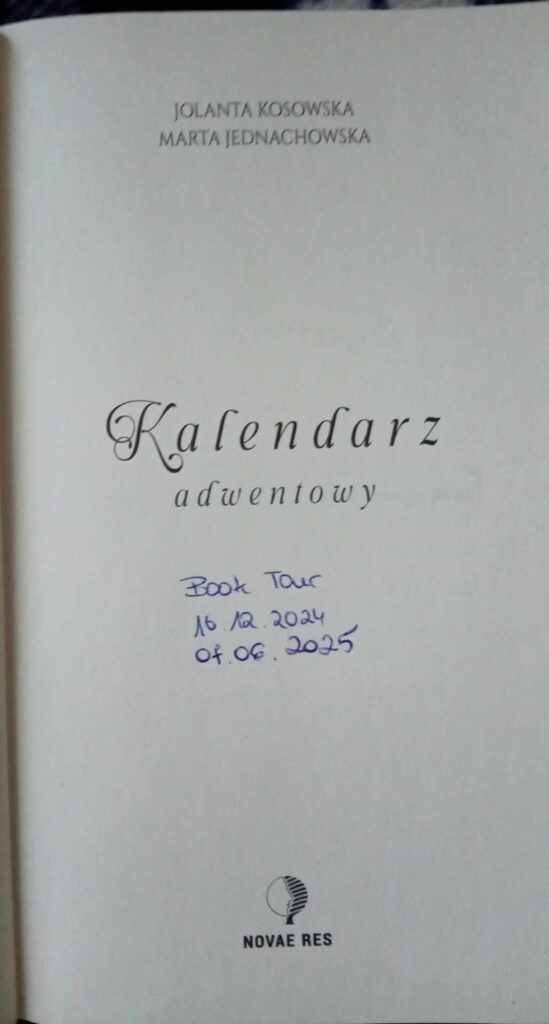 JOLANTA KOSOWSKA
MARTA JEDNACHOWSKA
Kalendarz
adwentowy
Book Tour
16.12.2024
07.06.2025
NOVAE RES